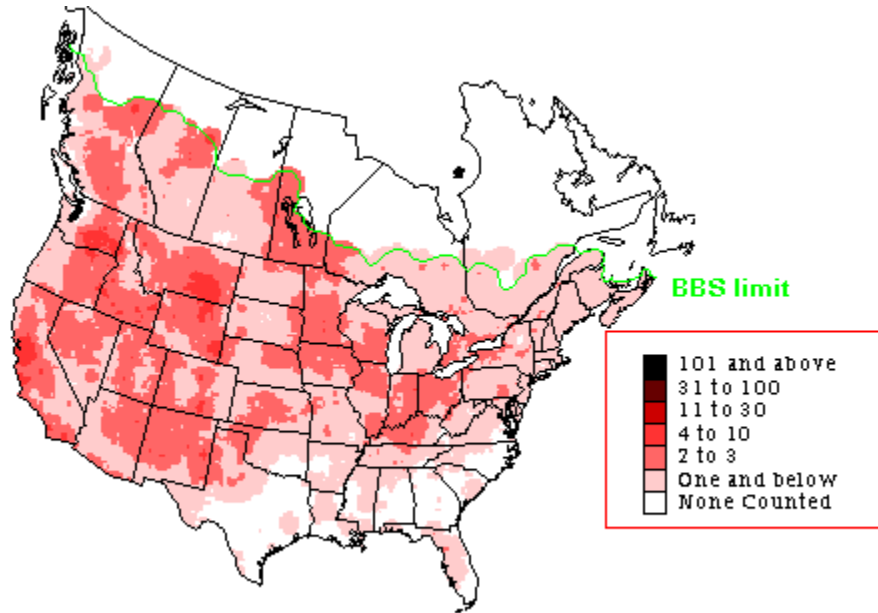 BBS limit
101 and above
31 to 100
11 to 30
4 to 10
2 to 3
One and below
None Counted